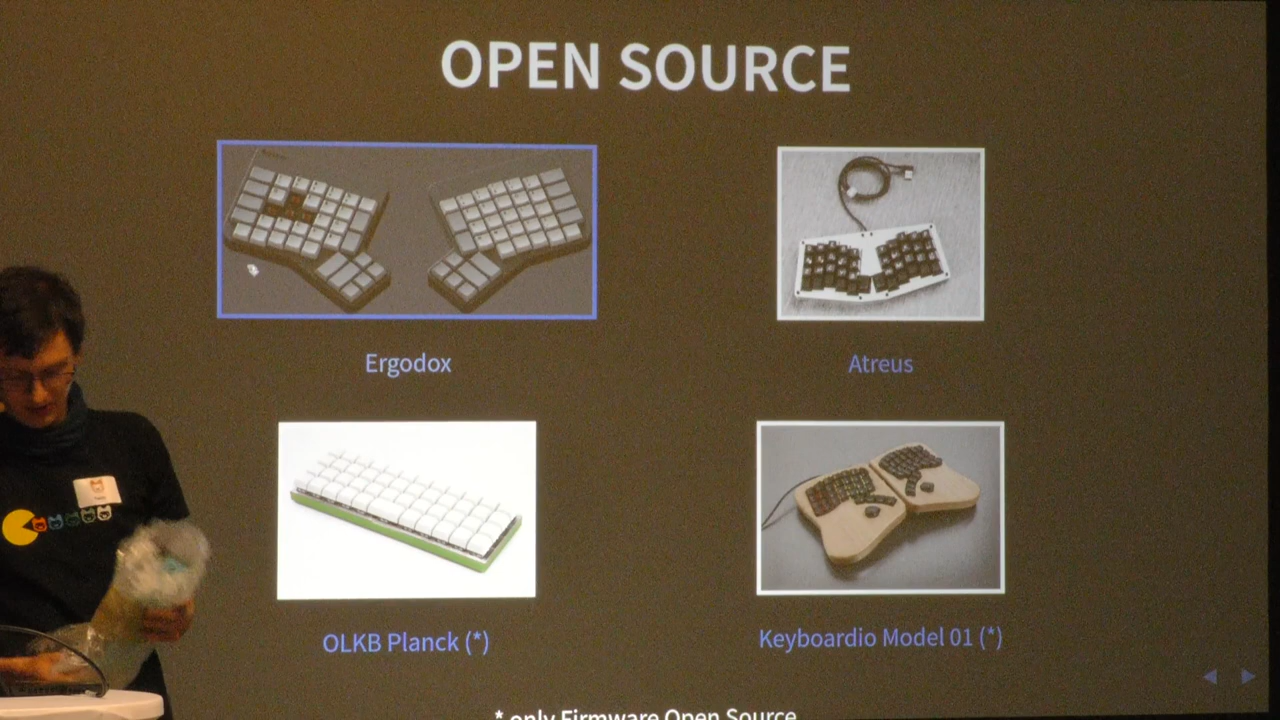 OPEN SOURCE
Ergodox
Atreus
OLKB Planck (*)
Keyboardio Model 01 (*)
* only Firmware Open Source